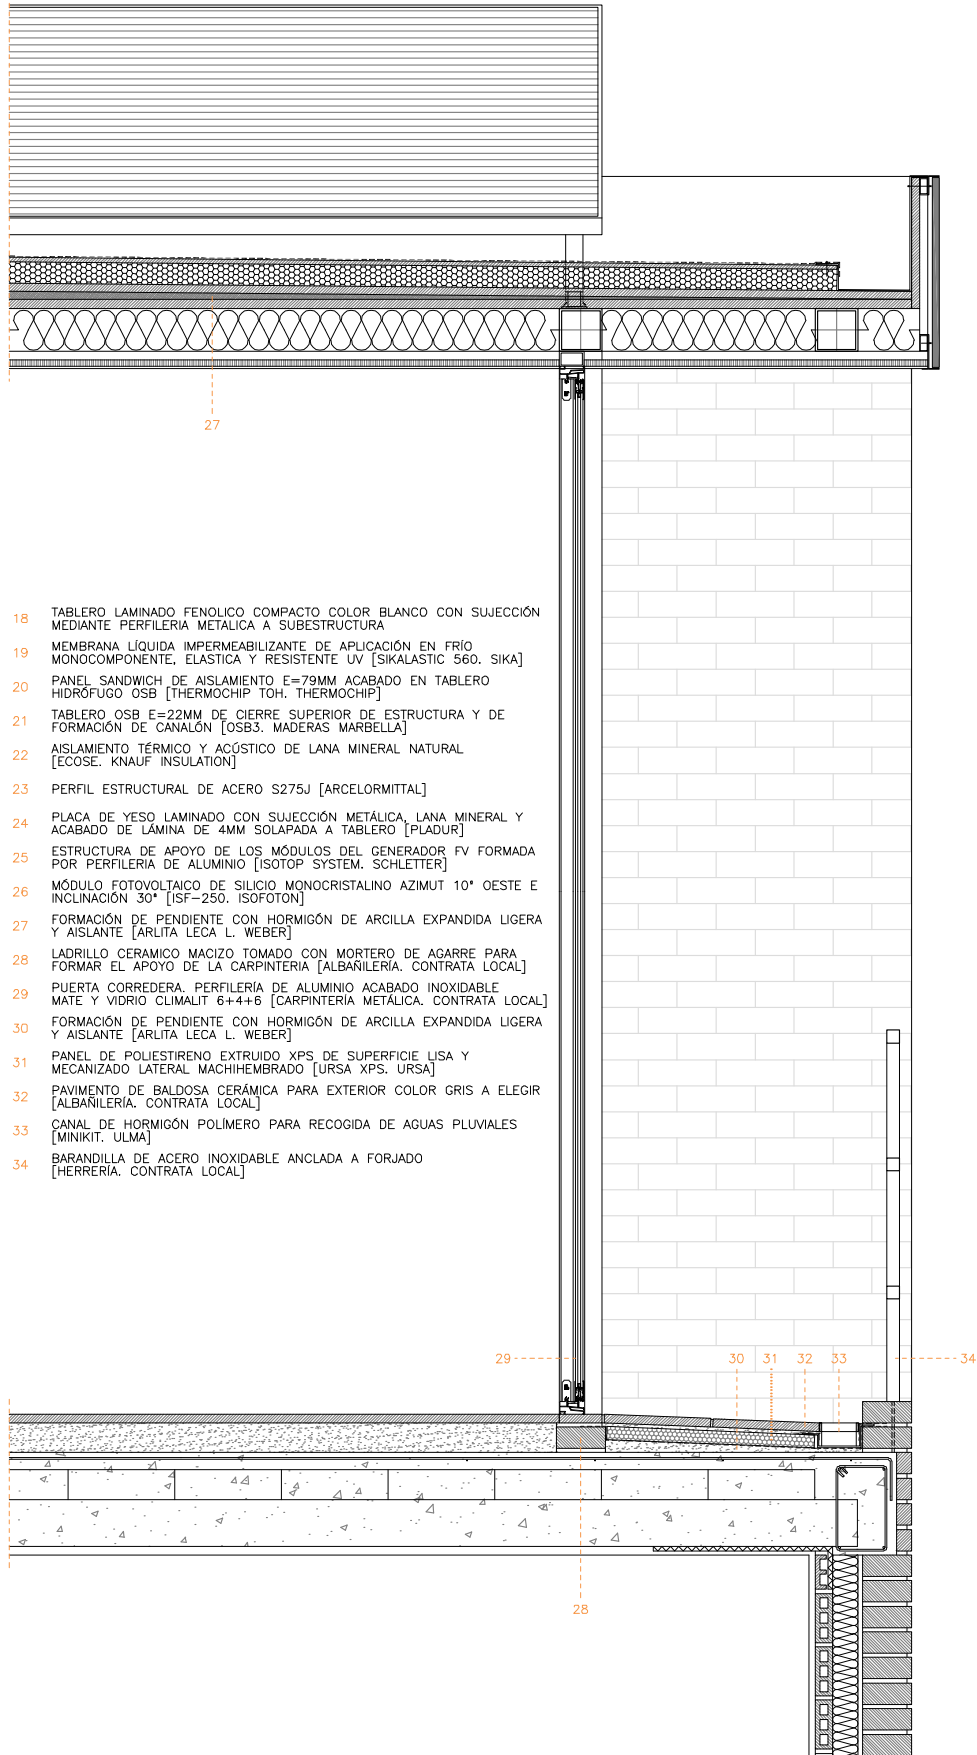 27
18 TABLERO LAMINADO FENOLICO COMPACTO COLOR BLANCO CON SUJECCIÓN
MEDIANTE PERFILERIA METALICA A SUBESTRUCTURA
19 MEMBRANA LÍQUIDA IMPERMEABILIZANTE DE APLICACIÓN EN FRÍO
MONOCOMPONENTE, ELASTICA Y RESISTENTE UV [SIKALASTIC 560. SIKA]
20 PANEL SANDWICH DE AISLAMIENTO E=79MM ACABADO EN TABLERO
HIDRÓFUGO OSB [THERMOCHIP TOH. THERMOCHIP]
21 TABLERO OSB E=22MM DE CIERRE SUPERIOR DE ESTRUCTURA Y DE
FORMACIÓN DE CANALÓN [OSB3. MADERAS MARBELLA]
22 AISLAMIENTO TÉRMICO Y ACÚSTICO DE LANA MINERAL NATURAL
[ECOSE. KNAUF INSULATION]
23 PERFIL ESTRUCTURAL DE ACERO S275J [ARCELORMITTAL]
24 PLACA DE YESO LAMINADO CON SUJECCIÓN METÁLICA, LANA MINERAL Y
ACABADO DE LÁMINA DE 4MM SOLAPADA A TABLERO [PLADUR]
25 ESTRUCTURA DE APOYO DE LOS MÓDULOS DEL GENERADOR FV FORMADA
POR PERFILERIA DE ALUMINIO [ISOTOP SYSTEM. SCHLETTER]
26 MÓDULO FOTOVOLTAICO DE SILICIO MONOCRISTALINO AZIMUT 10° OESTE E
INCLINACIÓN 30° [ISF-250. ISOFOTON]
27 FORMACIÓN DE PENDIENTE CON HORMIGÓN DE ARCILLA EXPANDIDA LIGERA
Y AISLANTE [ARLITA LECA L. WEBER]
28 LADRILLO CERAMICO MACIZO TOMADO CON MORTERO DE AGARRE PARA
FORMAR EL APOYO DE LA CARPINTERIA [ALBAÑILERÍA. CONTRATA LOCAL]
29 PUERTA CORREDERA. PERFILERÍA DE ALUMINIO ACABADO INOXIDABLE
MATE Y VIDRIO CLIMALIT 6+4+6 [CARPINTERÍA METÁLICA. CONTRATA LOCAL]
30 FORMACIÓN DE PENDIENTE CON HORMIGÓN DE ARCILLA EXPANDIDA LIGERA
Y AISLANTE [ARLITA LECA L. WEBER]
31 PANEL DE POLIESTIRENO EXTRUIDO XPS DE SUPERFICIE LISA Y
MECANIZADO LATERAL MACHIHEMBRADO [URSA XPS. URSA]
32 PAVIMENTO DE BALDOSA CERÁMICA PARA EXTERIOR COLOR GRIS A ELEGIR
[ALBAÑILERÍA. CONTRATA LOCAL]
33 CANAL DE HORMIGÓN POLÍMERO PARA RECOGIDA DE AGUAS PLUVIALES
[MINIKIT. ULMA]
34 BARANDILLA DE ACERO INOXIDABLE ANCLADA A FORJADO
[HERRERÍA. CONTRATA LOCAL]
29 30 31 32 33 34
28